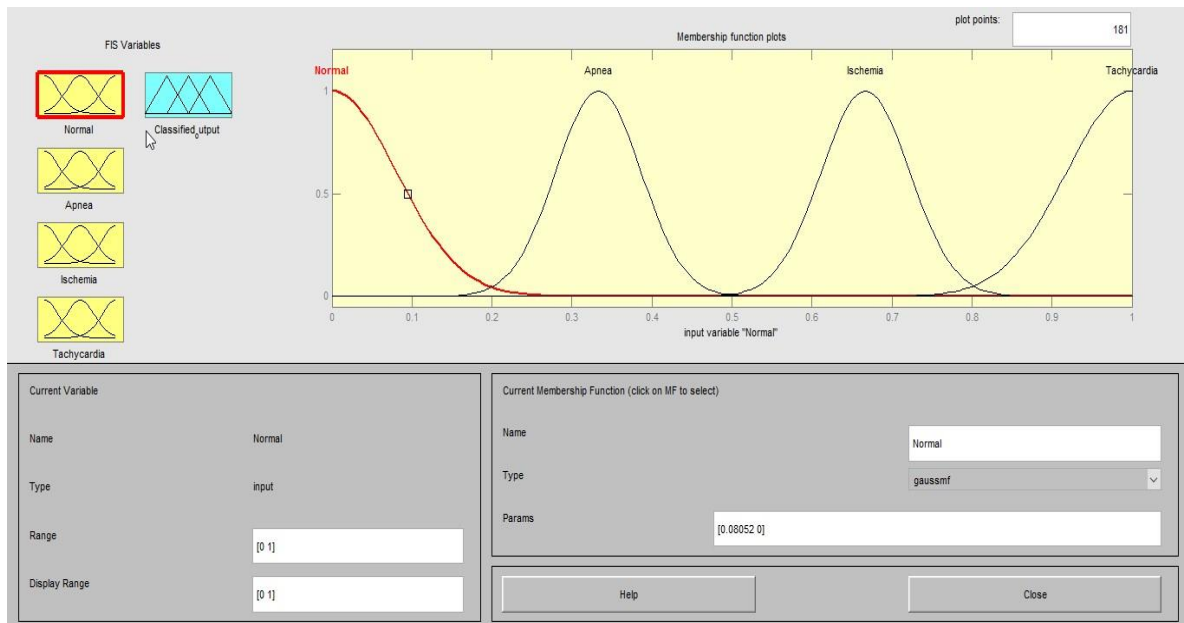 plot points: 181
FIS Variables
Membership function plots
Normal
Apnea
Ischemia
Tachycardia
Normal Classified_output
Apnea
Ischemia
Tachycardia
1
0.5
0
0 0.1 0.2 0.3 0.4 0.5 0.6 0.7 0.8 0.9 1
input variable "Normal"
Current Variable
Name Normal
Type input
Range [0 1]
Display Range [0 1]
Current Membership Function (click on MF to select)
Name Normal
Type gaussmf
Params [0.08052 0]
Help Close